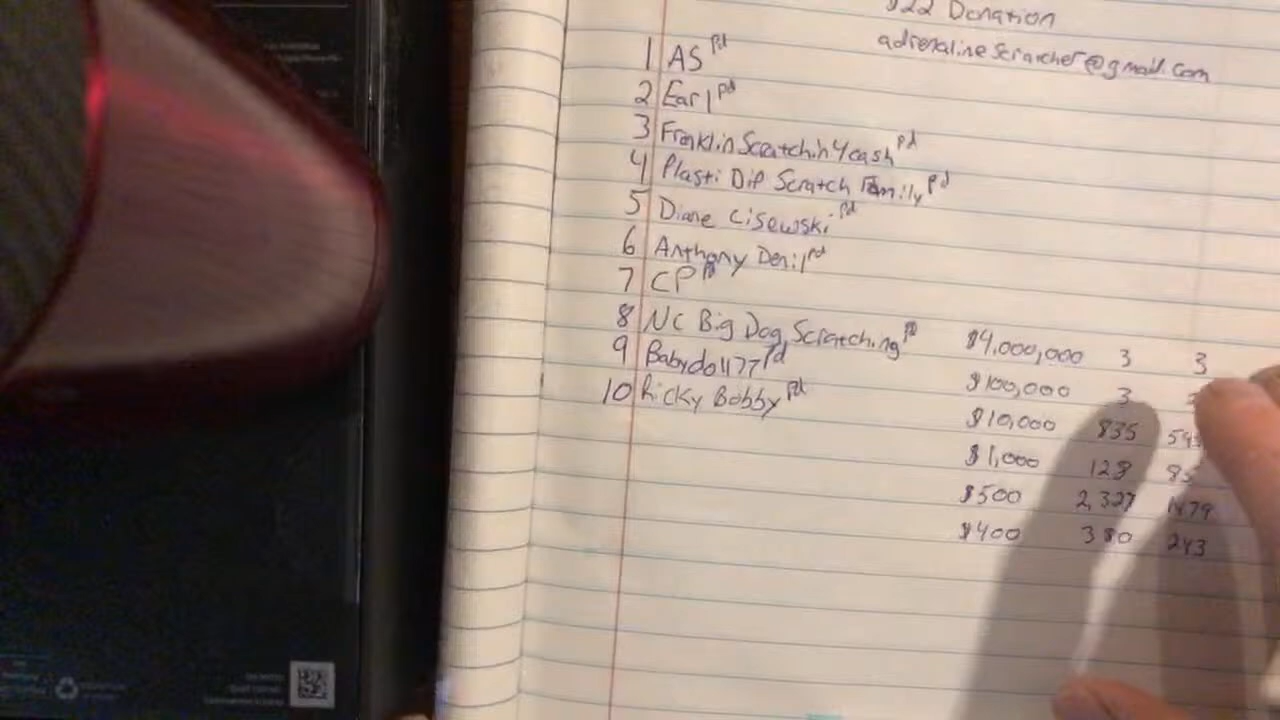 $22 Donation
adrenalineScratcher@gmail.com
1 AS pd
2 Earl pd
3 FranklinScratchin4cash pd
4 Plasti Dip Scratch Family pd
5 Diane Cisewski pd
6 Anthony Denil pd
7 CP pd
8 NC Big Dog Scratching pd $4,000,000 3 3
9 Babydoll77 pd $100,000 3
10 Ricky Bobby pd $10,000 835
$1,000 128
$500 2,327 1479
$400 380 243